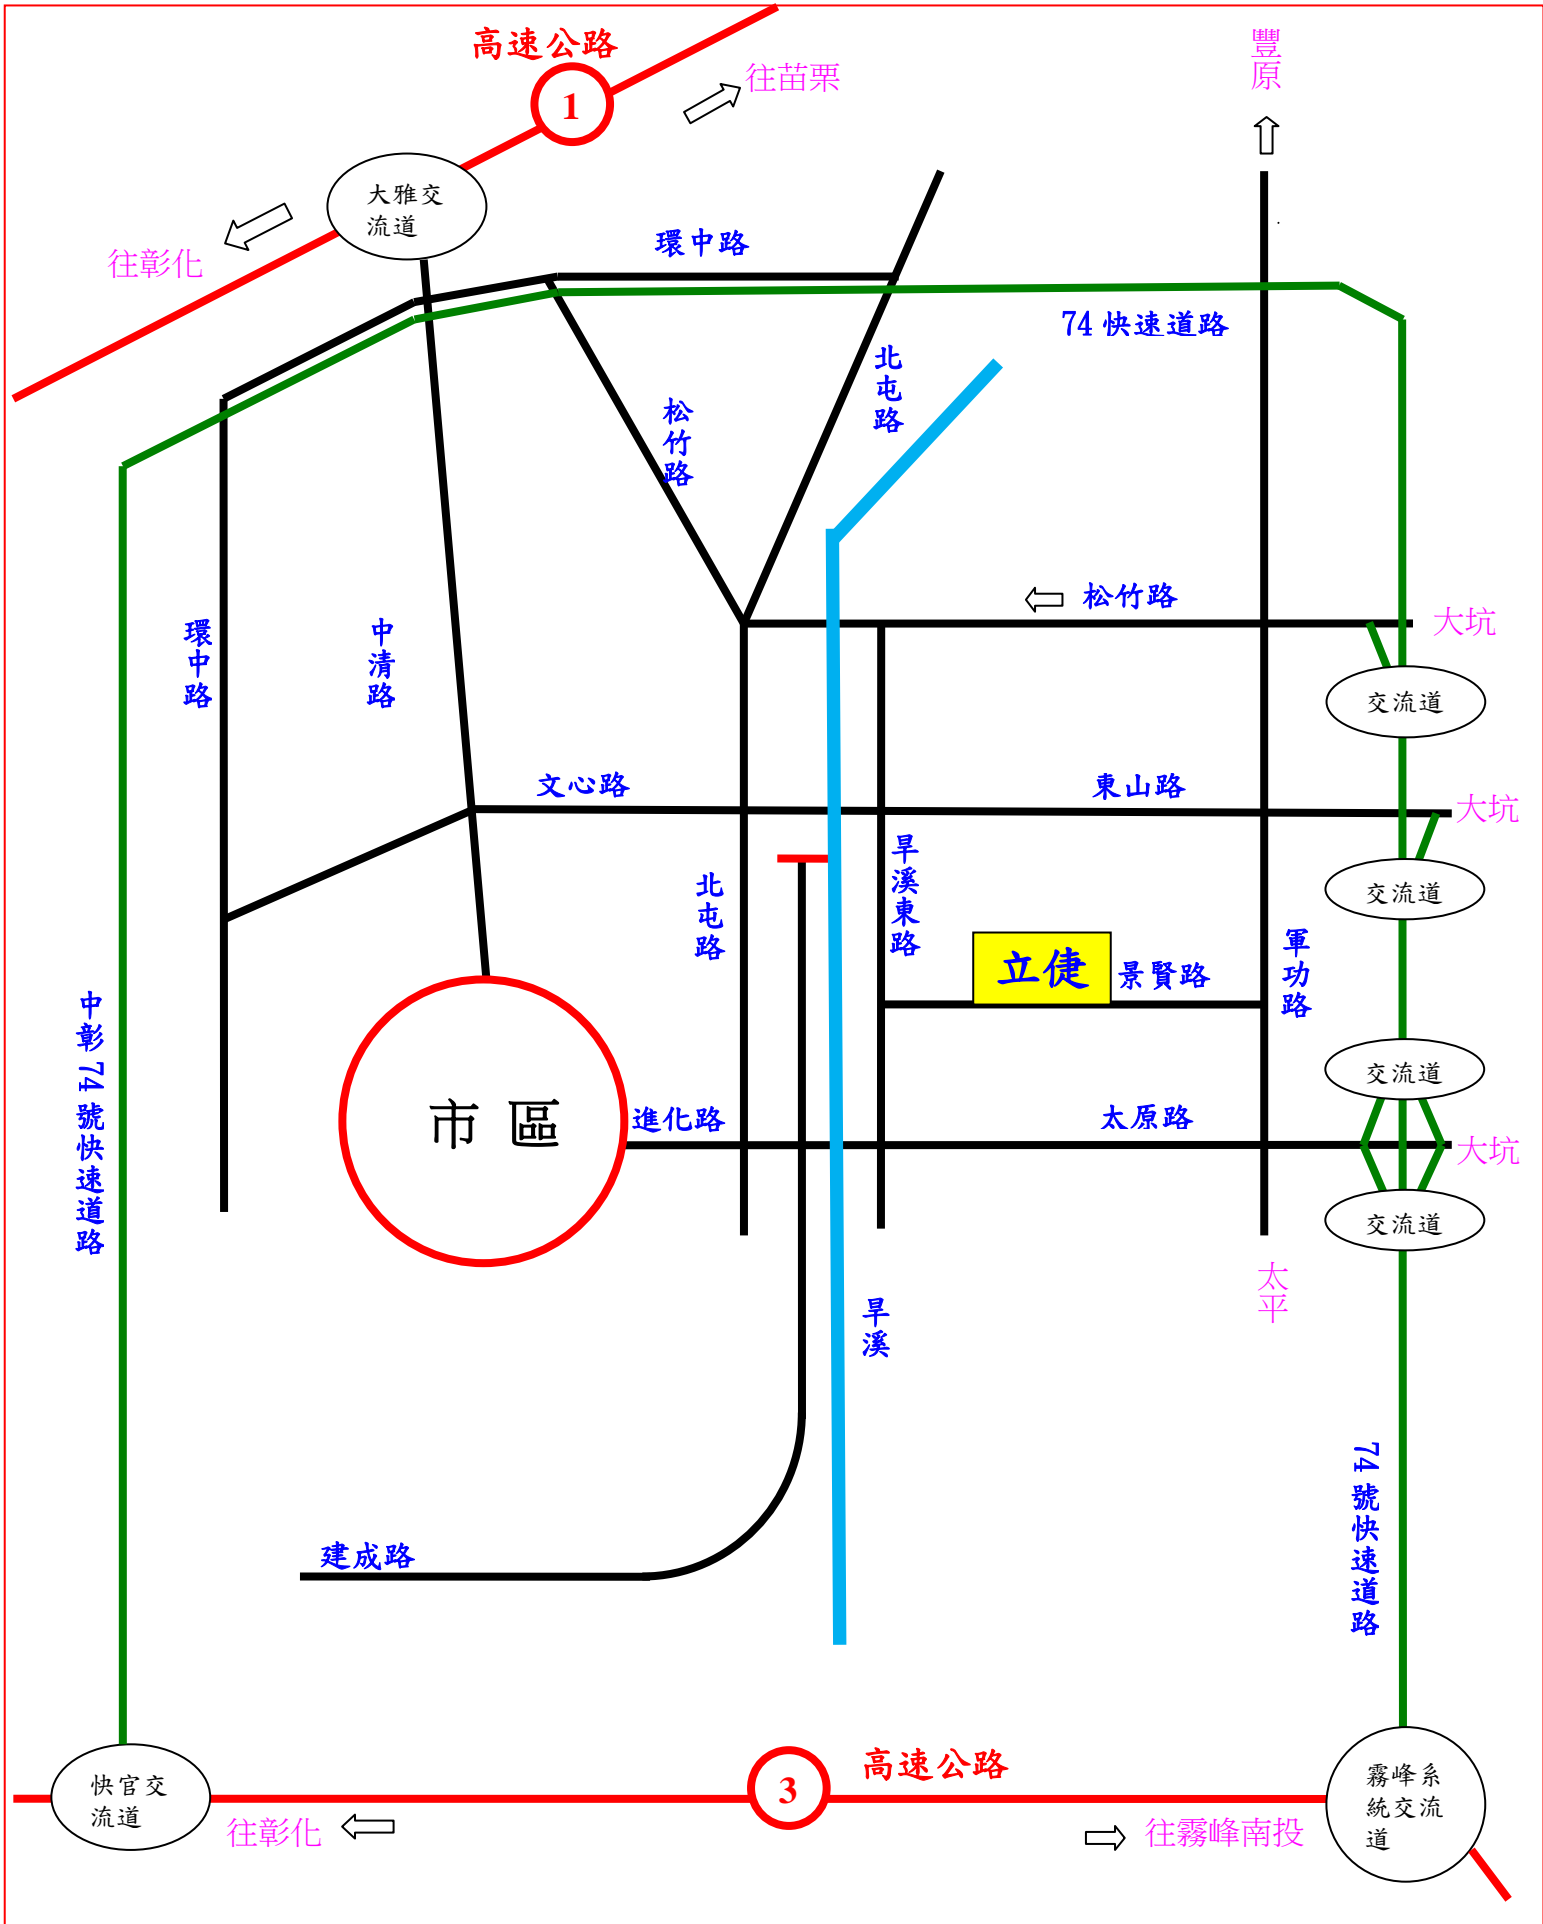 高速公路
1
往苗栗
豐原
大雅交
流道
往彰化
環中路
74 快速道路
北屯路
松竹路
松竹路
大坑
環中路
中清路
交流道
文心路
東山路
大坑
旱溪東路
北屯路
交流道
立倢
景賢路
軍功路
中彰 74 號快速道路
交流道
市 區
進化路
太原路
大坑
交流道
太平
旱溪
74 號快速道路
建成路
高速公路
3
快官交
流道
往彰化
往霧峰南投
霧峰系
統交流
道